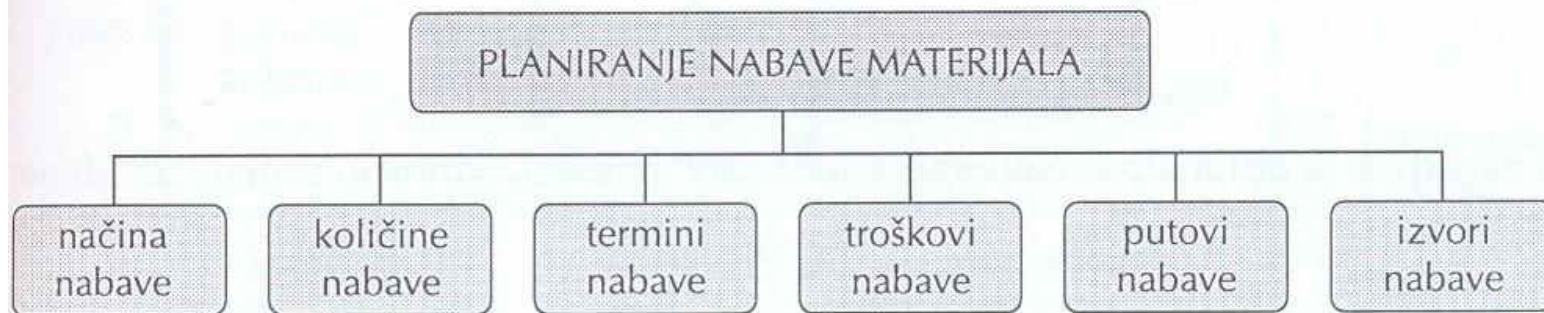 PLANIRANJE NABAVE MATERIJALA
načina
nabave
količine
nabave
termini
nabave
troškovi
nabave
putovi
nabave
izvori
nabave